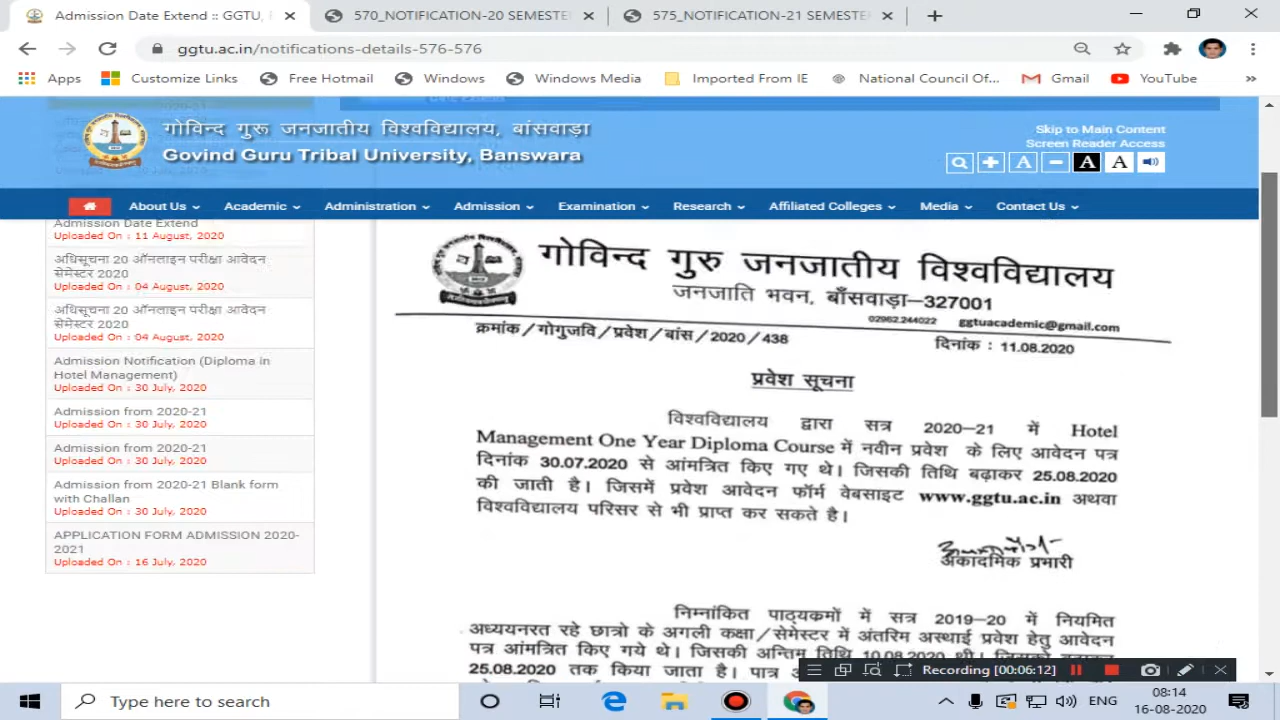 Admission Date Extend :: GGTU,
570_NOTIFICATION-20 SEMESTE
575_NOTIFICATION-21 SEMESTE
ggtu.ac.in/notifications-details-576-576
Apps
Customize Links
Free Hotmail
Windows
Windows Media
Imported From IE
National Council Of...
Gmail
YouTube
»
गोविन्द गुरु जनजातीय विश्वविद्यालय, बांसवाड़ा
Govind Guru Tribal University, Banswara
Skip to Main Content
Screen Reader Access
A A A
About Us
Academic
Administration
Admission
Examination
Research
Affiliated Colleges
Media
Contact Us
Admission Date Extend
Uploaded On : 11 August, 2020
अधिसूचना 20 ऑनलाइन परीक्षा आवेदन
सेमेस्टर 2020
Uploaded On : 04 August, 2020
अधिसूचना 20 ऑनलाइन परीक्षा आवेदन
सेमेस्टर 2020
Uploaded On : 04 August, 2020
Admission Notification (Diploma in
Hotel Management)
Uploaded On : 30 July, 2020
Admission from 2020-21
Uploaded On : 30 July, 2020
Admission from 2020-21
Uploaded On : 30 July, 2020
Admission from 2020-21 Blank form
with Challan
Uploaded On : 30 July, 2020
APPLICATION FORM ADMISSION 2020-
2021
Uploaded On : 16 July, 2020
गोविन्द गुरु जनजातीय विश्वविद्यालय
जनजाति भवन, बाँसवाड़ा–327001
02962.244022 ggtuacademic@gmail.com
क्रमांक/गोगुजवि/प्रवेश/बांस/2020/438
दिनांक : 11.08.2020
प्रवेश सूचना
विश्वविद्यालय द्वारा सत्र 2020–21 में Hotel
Management One Year Diploma Course में नवीन प्रवेश के लिए आवेदन पत्र
दिनांक 30.07.2020 से आंमत्रित किए गए थे। जिसकी तिथि बढ़ाकर 25.08.2020
की जाती है। जिसमें प्रवेश आवेदन फॉर्म वेबसाइट www.ggtu.ac.in अथवा
विश्वविद्यालय परिसर से भी प्राप्त कर सकते है।
अकादमिक प्रभारी
निम्नांकित पाठ्यक्रमों में सत्र 2019–20 में नियमित
अध्ययनरत रहे छात्रो के अगली कक्षा/सेमेस्टर में अंतरिम अस्थाई प्रवेश हेतु आवेदन
पत्र आंमत्रित किए गये थे। जिसकी अन्तिम तिथि 10.08.2020 थी।
25.08.2020 तक किया जाता है। पात्र
Recording [00:06:12]
Type here to search
ENG
08:14
16-08-2020